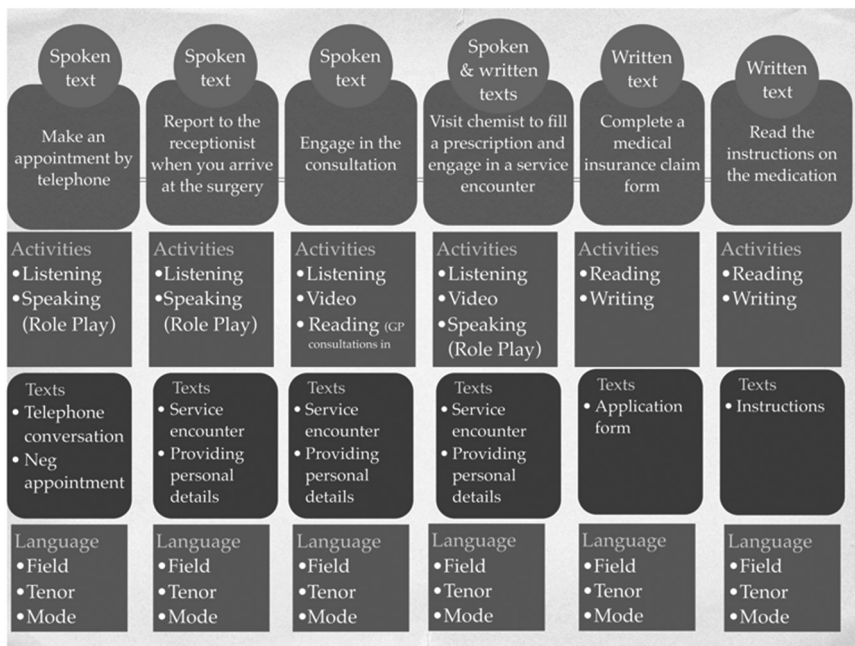 Spoken
text
Make an
appointment by
telephone
Spoken
text
Report to the
receptionist
when you arrive
at the surgery
Spoken
text
Engage in the
consultation
Spoken
& written
texts
Visit chemist to fill
a prescription and
engage in a service
encounter
Written
text
Complete a
medical
insurance claim
form
Written
text
Read the
instructions on
the medication
Activities
•Listening
•Speaking
(Role Play)
Activities
•Listening
•Speaking
(Role Play)
Activities
•Listening
•Video
•Reading (GP
consultations in
Activities
•Listening
•Video
•Speaking
(Role Play)
Activities
•Reading
•Writing
Activities
•Reading
•Writing
Texts
• Telephone
conversation
• Neg
appointment
Texts
• Service
encounter
• Providing
personal
details
Texts
• Service
encounter
• Providing
personal
details
Texts
• Service
encounter
• Providing
personal
details
Texts
• Application
form
Texts
• Instructions
Language
•Field
•Tenor
•Mode
Language
•Field
•Tenor
•Mode
Language
•Field
•Tenor
•Mode
Language
•Field
•Tenor
•Mode
Language
•Field
•Tenor
•Mode
Language
•Field
•Tenor
•Mode